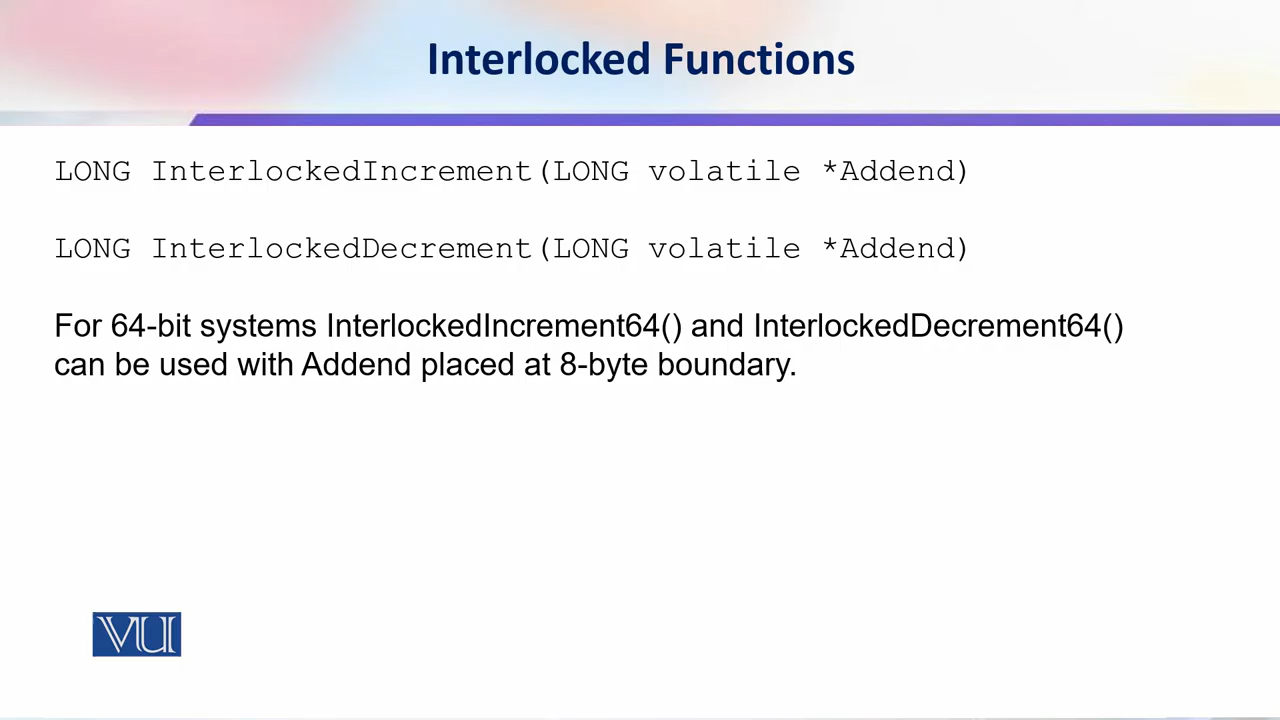 Interlocked Functions
LONG InterlockedIncrement(LONG volatile *Addend)
LONG InterlockedDecrement(LONG volatile *Addend)
For 64-bit systems InterlockedIncrement64() and InterlockedDecrement64()
can be used with Addend placed at 8-byte boundary.
VU